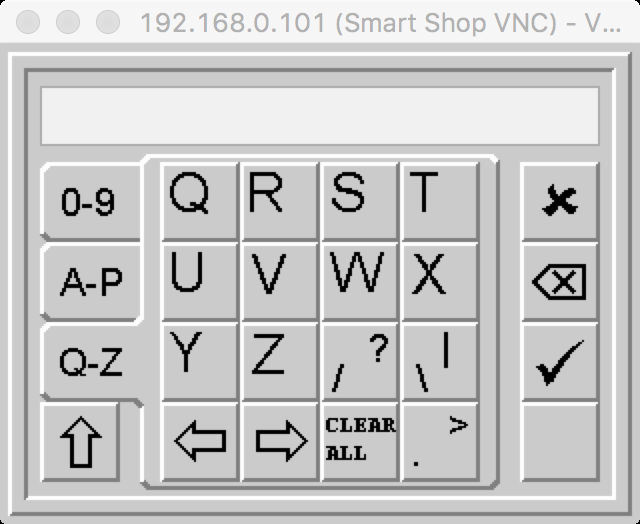 192.168.0.101 (Smart Shop VNC) - V...
0-9 Q R S T
A-P U V W X
Q-Z Y Z / ? \ |
CLEAR
ALL . >